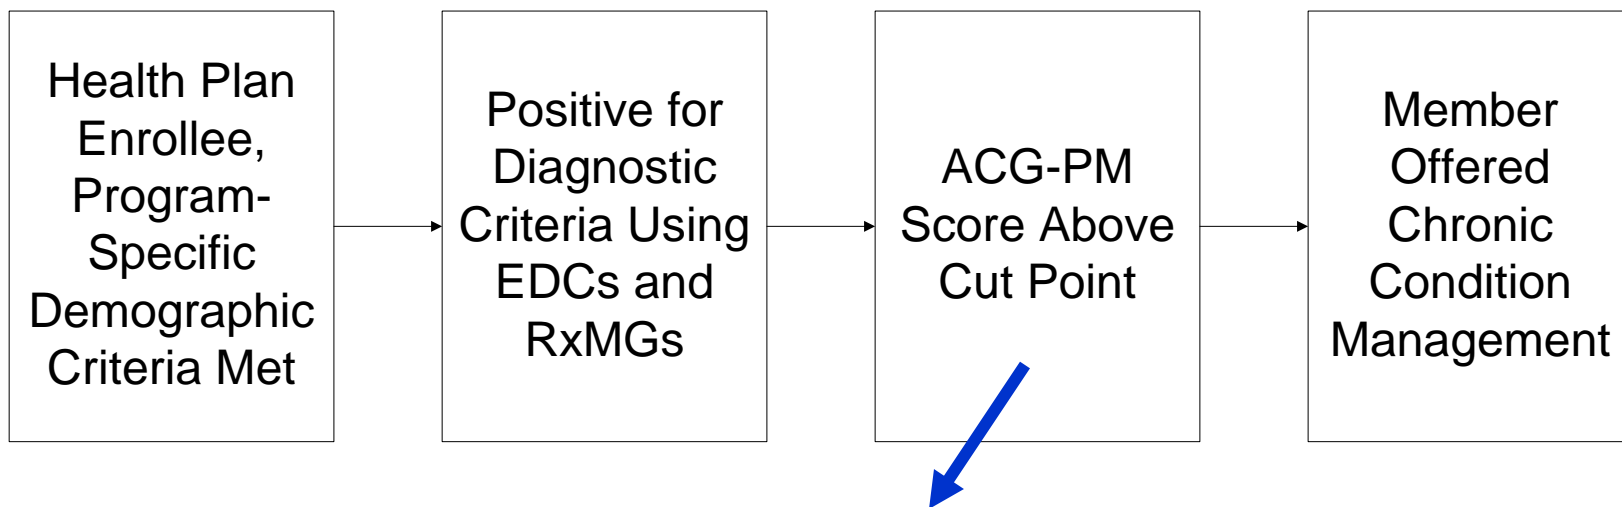 Health Plan
Enrollee,
Program-
Specific
Demographic
Criteria Met
Positive for
Diagnostic
Criteria Using
EDCs and
RxMGs
ACG-PM
Score Above
Cut Point
Member
Offered
Chronic
Condition
Management